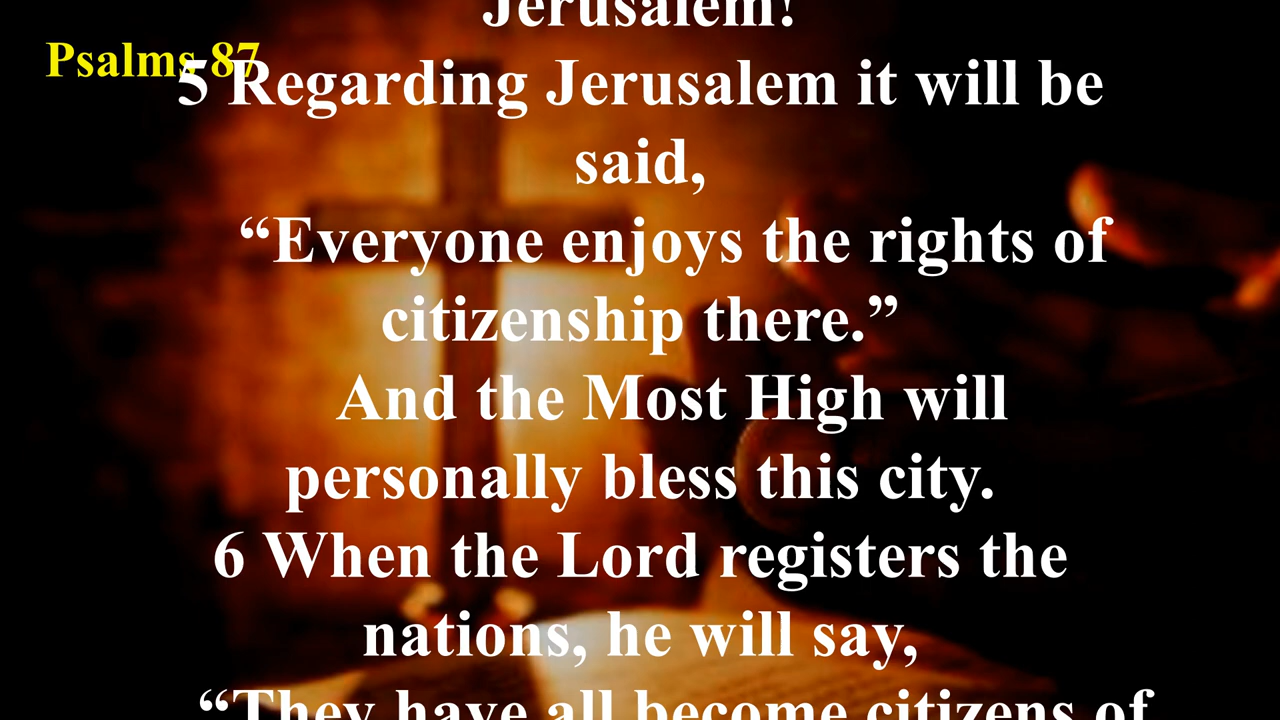 Jerusalem!
Psalms 87
5 Regarding Jerusalem it will be
said,
“Everyone enjoys the rights of
citizenship there.”
And the Most High will
personally bless this city.
6 When the Lord registers the
nations, he will say,
“They have all become citizens of